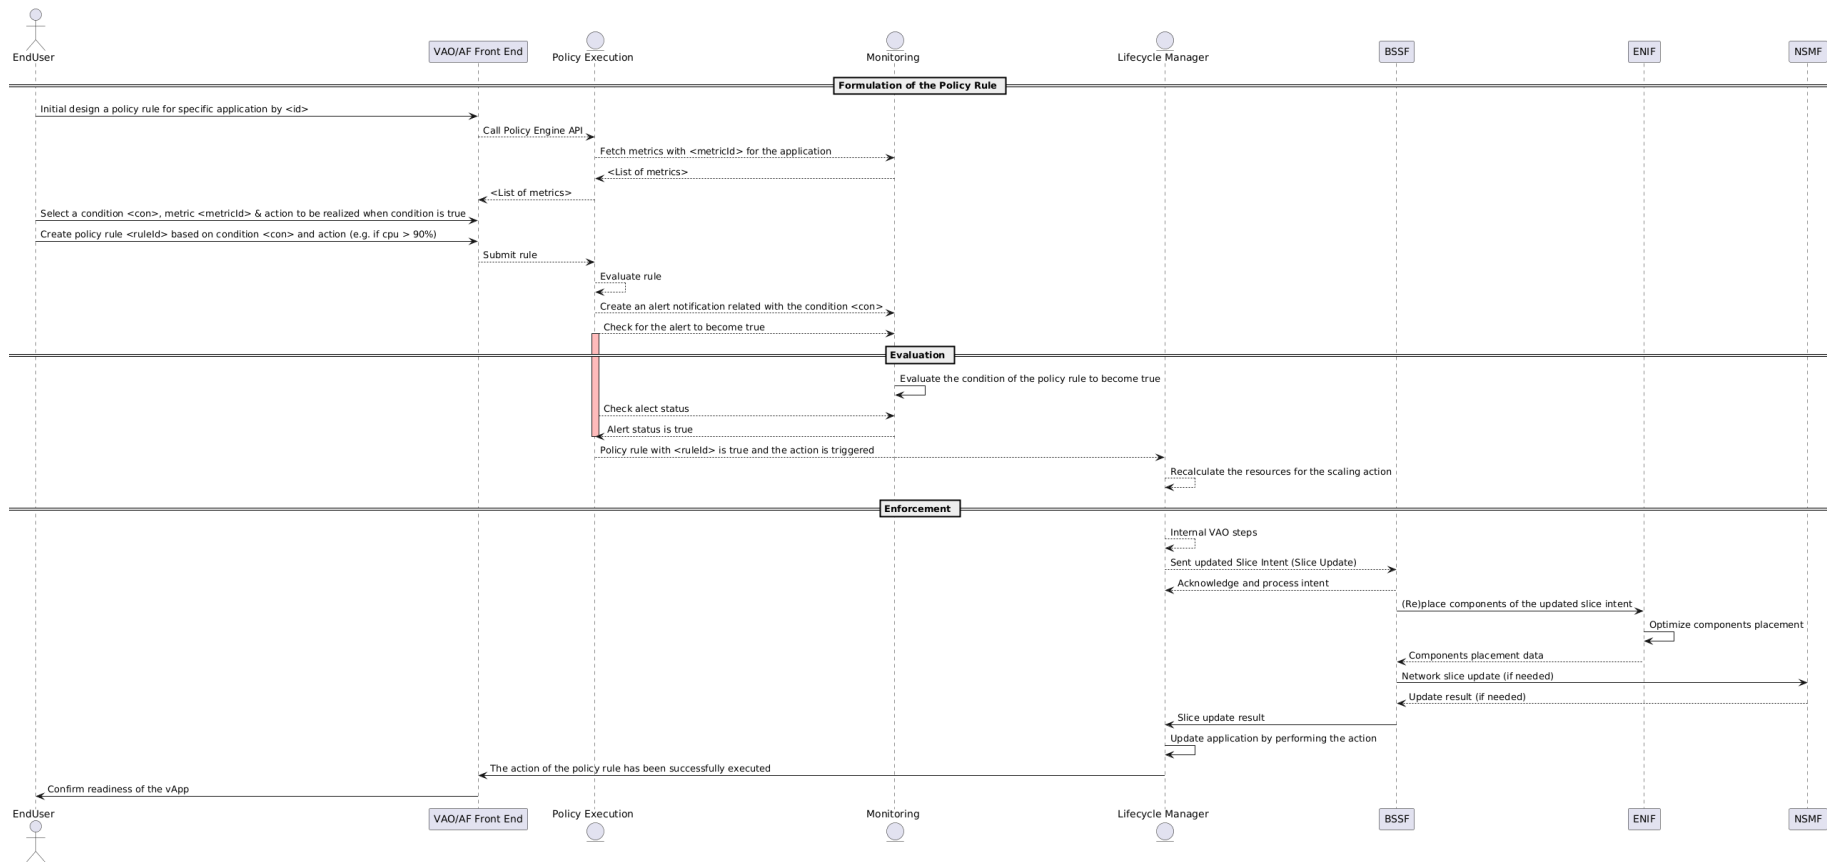 EndUser
VAO/AF Front End
Policy Execution
Monitoring
Lifecycle Manager
BSSF
ENIF
NSMF
Formulation of the Policy Rule
Initial design a policy rule for specific application by <id>
Call Policy Engine API
Fetch metrics with <metricId> for the application
<List of metrics>
<List of metrics>
Select a condition <con>, metric <metricId> & action to be realized when condition is true
Create policy rule <ruleId> based on condition <con> and action (e.g. if cpu > 90%)
Submit rule
Evaluate rule
Create an alert notification related with the condition <con>
Check for the alert to become true
Evaluation
Evaluate the condition of the policy rule to become true
Check alect status
Alert status is true
Policy rule with <ruleId> is true and the action is triggered
Recalculate the resources for the scaling action
Enforcement
Internal VAO steps
Sent updated Slice Intent (Slice Update)
Acknowledge and process intent
(Re)place components of the updated slice intent
Optimize components placement
Components placement data
Network slice update (if needed)
Update result (if needed)
Slice update result
Update application by performing the action
The action of the policy rule has been successfully executed
Confirm readiness of the vApp
EndUser
VAO/AF Front End
Policy Execution
Monitoring
Lifecycle Manager
BSSF
ENIF
NSMF